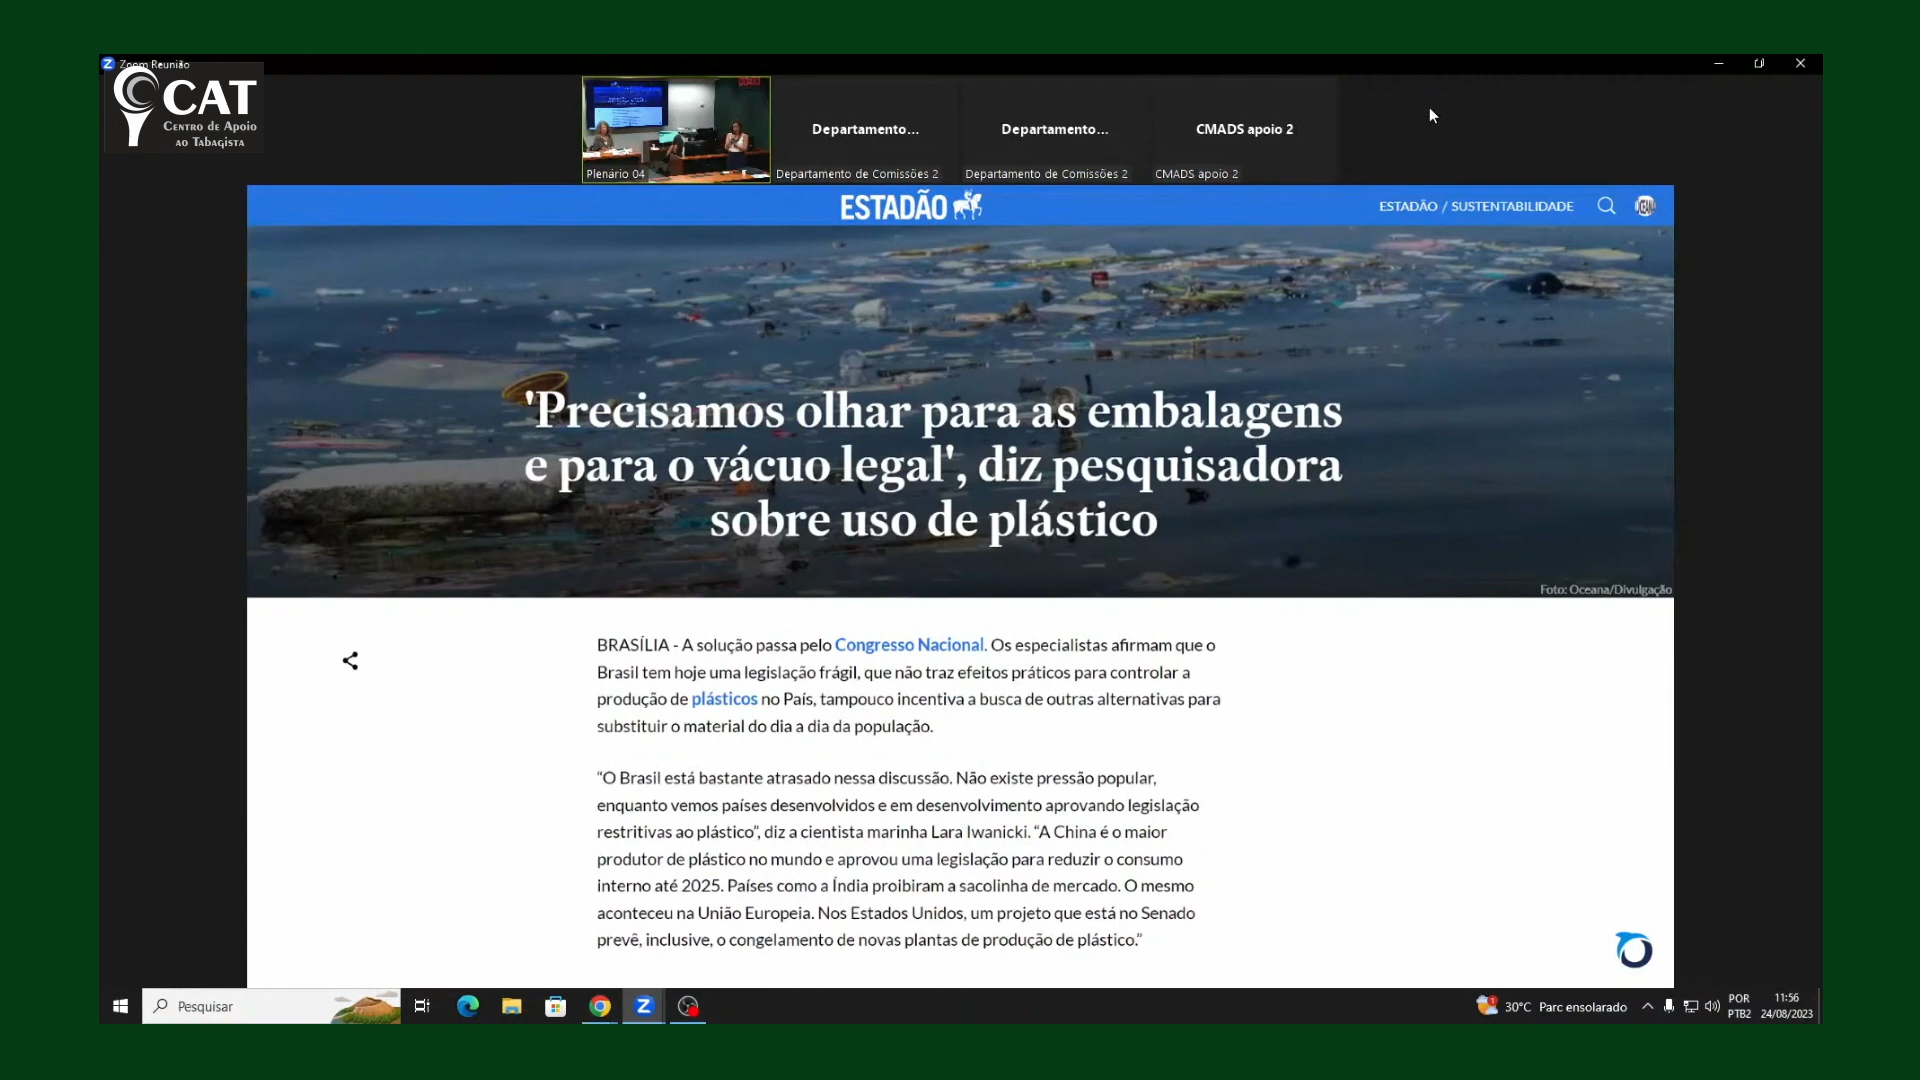 Zoom Reunião
CAT
CENTRO DE APOIO
AO TABAGISTA
Departamento...
Departamento...
CMADS apoio 2
Plenário 04
Departamento de Comissões 2
Departamento de Comissões 2
CMADS apoio 2
ESTADÃO
ESTADÃO / SUSTENTABILIDADE
'Precisamos olhar para as embalagens
e para o vácuo legal', diz pesquisadora
sobre uso de plástico
Foto: Oceana/Divulgação
BRASÍLIA - A solução passa pelo Congresso Nacional. Os especialistas afirmam que o
Brasil tem hoje uma legislação frágil, que não traz efeitos práticos para controlar a
produção de plásticos no País, tampouco incentiva a busca de outras alternativas para
substituir o material do dia a dia da população.
“O Brasil está bastante atrasado nessa discussão. Não existe pressão popular,
enquanto vemos países desenvolvidos e em desenvolvimento aprovando legislação
restritivas ao plástico”, diz a cientista marinha Lara Iwanicki. “A China é o maior
produtor de plástico no mundo e aprovou uma legislação para reduzir o consumo
interno até 2025. Países como a Índia proibiram a sacolinha de mercado. O mesmo
aconteceu na União Europeia. Nos Estados Unidos, um projeto que está no Senado
prevê, inclusive, o congelamento de novas plantas de produção de plástico.”
Pesquisar
1
30°C Parc ensolarado
POR
PTB2
11:56
24/08/2023